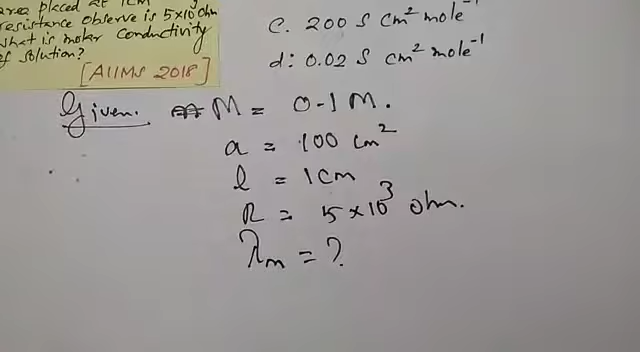 area placed at 1cm
resistance observe is 5×10³ ohm
what is molar conductivity
of solution?
[AIIMS 2018]
c. 200 S cm² mole⁻¹
d: 0.02 S cm² mole⁻¹
Given. M = 0.1 M.
a = 100 cm²
l = 1cm
R = 5×10³ ohm.
λm = ?